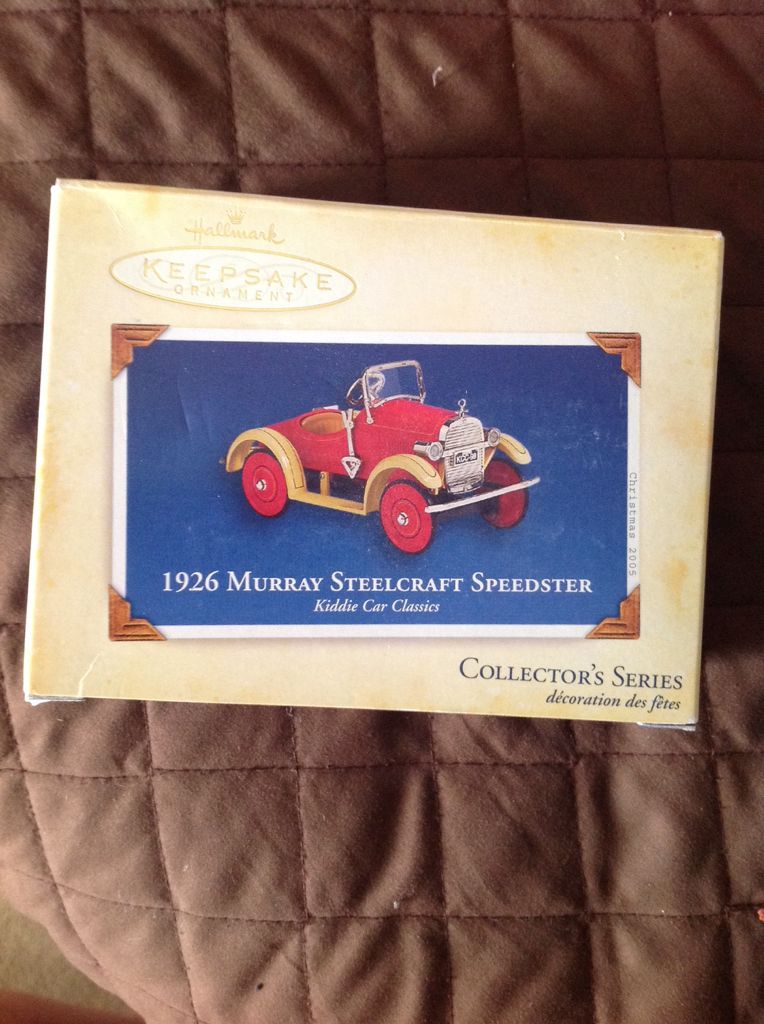 Hallmark
KEEPSAKE
ORNAMENT
Christmas 2005
1926 MURRAY STEELCRAFT SPEEDSTER
Kiddie Car Classics
COLLECTOR'S SERIES
décoration des fêtes